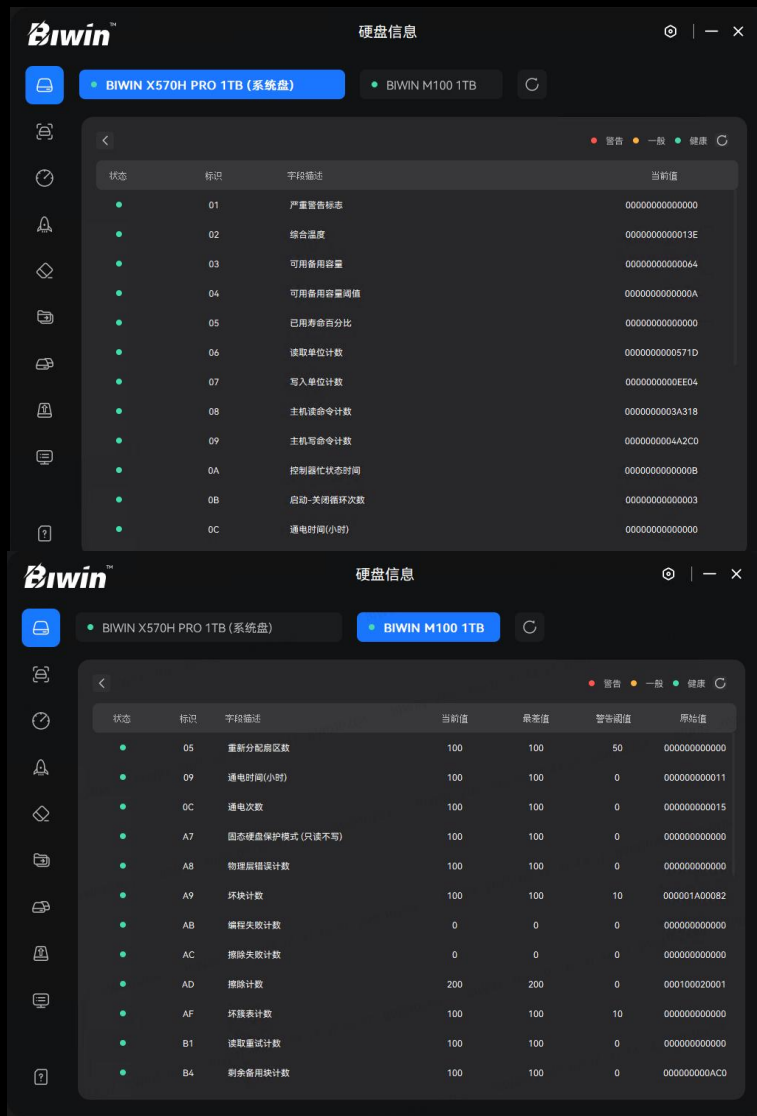 Biwin™ 硬盘信息
BIWIN X570H PRO 1TB (系统盘) BIWIN M100 1TB
警告 一般 健康
状态 标识 字段描述 当前值
01 严重警告标志 00000000000000
02 综合温度 0000000000013E
03 可用备用容量 00000000000064
04 可用备用容量阈值 0000000000000A
05 已用寿命百分比 00000000000000
06 读取单位计数 0000000000571D
07 写入单位计数 0000000000EE04
08 主机读命令计数 0000000003A318
09 主机写命令计数 0000000004A2C0
0A 控制器忙状态时间 0000000000000B
0B 启动-关闭循环次数 00000000000003
0C 通电时间(小时) 00000000000000
Biwin™ 硬盘信息
BIWIN X570H PRO 1TB (系统盘) BIWIN M100 1TB
警告 一般 健康
状态 标识 字段描述 当前值 最差值 警告阈值 原始值
05 重新分配扇区数 100 100 50 000000000000
09 通电时间(小时) 100 100 0 000000000011
0C 通电次数 100 100 0 000000000015
A7 固态硬盘保护模式 (只读不写) 100 100 0 000000000000
A8 物理层错误计数 100 100 0 000000000000
A9 坏块计数 100 100 10 000001A00082
AB 编程失败计数 0 0 0 000000000000
AC 擦除失败计数 0 0 0 000000000000
AD 擦除计数 200 200 0 000100020001
AF 坏簇表计数 100 100 10 000000000000
B1 读取重试计数 100 100 0 000000000000
B4 剩余备用块计数 100 100 0 000000000AC0